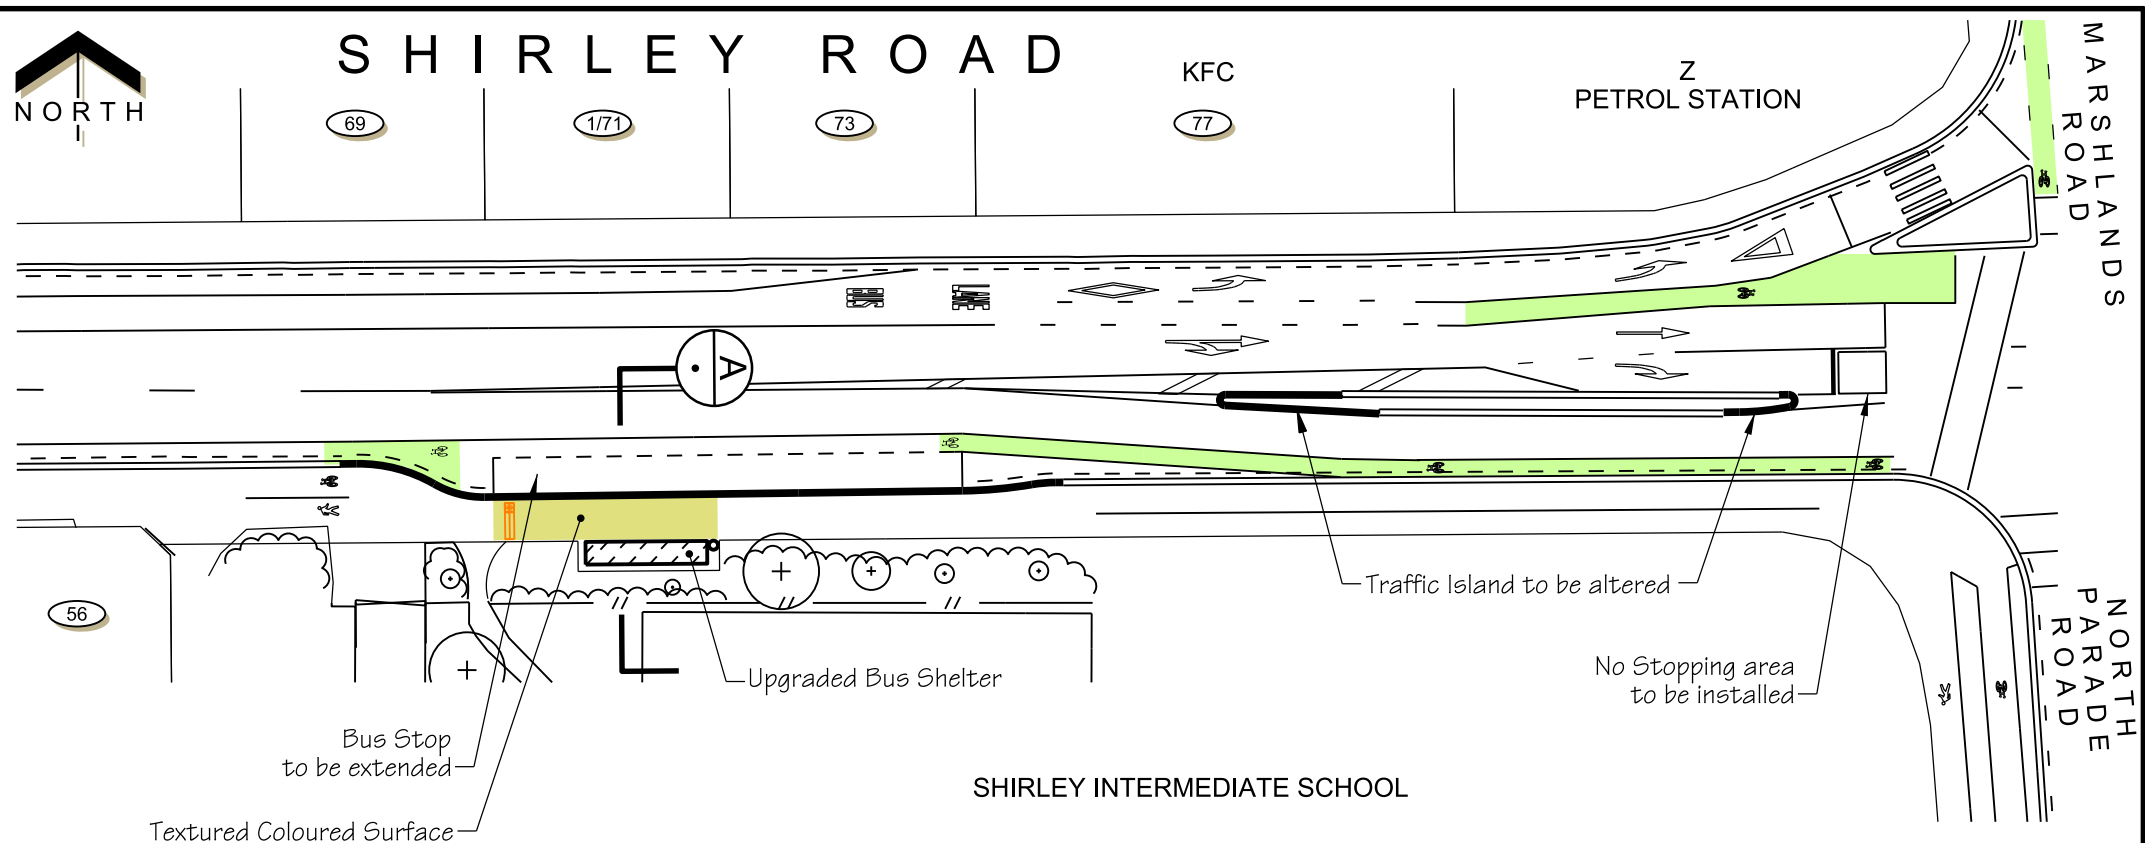 SHIRLEY ROAD
NORTH
KFC
Z
PETROL STATION
MARSHLANDS
ROAD
69
1/71
73
77
BUS
LANE
A
56
Traffic Island to be altered
Upgraded Bus Shelter
No Stopping area
to be installed
NORTH
PARADE
ROAD
Bus Stop
to be extended
Textured Coloured Surface
SHIRLEY INTERMEDIATE SCHOOL